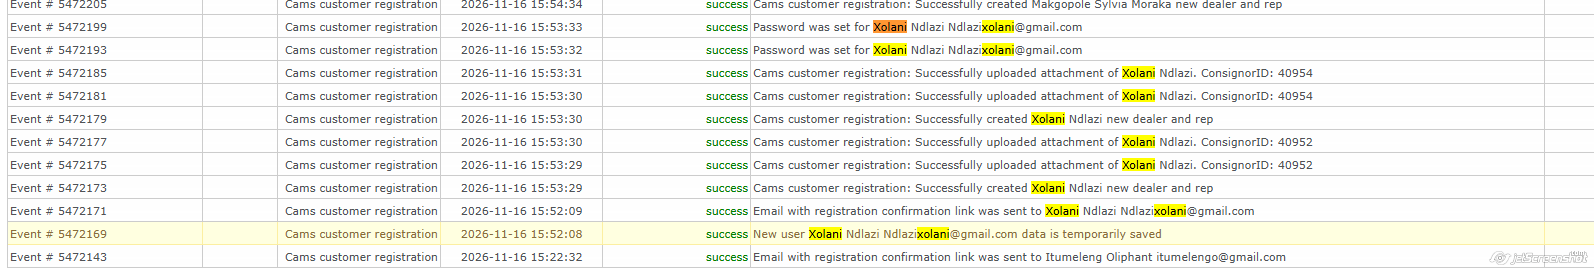 Event # 5472205 Cams customer registration 2026-11-16 15:54:34 success Cams customer registration: Successfully created Makgopole Sylvia Moraka new dealer and rep
Event # 5472199 Cams customer registration 2026-11-16 15:53:33 success Password was set for Xolani Ndlazi Ndlazixolani@gmail.com
Event # 5472193 Cams customer registration 2026-11-16 15:53:32 success Password was set for Xolani Ndlazi Ndlazixolani@gmail.com
Event # 5472185 Cams customer registration 2026-11-16 15:53:31 success Cams customer registration: Successfully uploaded attachment of Xolani Ndlazi. ConsignorID: 40954
Event # 5472181 Cams customer registration 2026-11-16 15:53:30 success Cams customer registration: Successfully uploaded attachment of Xolani Ndlazi. ConsignorID: 40954
Event # 5472179 Cams customer registration 2026-11-16 15:53:30 success Cams customer registration: Successfully created Xolani Ndlazi new dealer and rep
Event # 5472177 Cams customer registration 2026-11-16 15:53:30 success Cams customer registration: Successfully uploaded attachment of Xolani Ndlazi. ConsignorID: 40952
Event # 5472175 Cams customer registration 2026-11-16 15:53:29 success Cams customer registration: Successfully uploaded attachment of Xolani Ndlazi. ConsignorID: 40952
Event # 5472173 Cams customer registration 2026-11-16 15:53:29 success Cams customer registration: Successfully created Xolani Ndlazi new dealer and rep
Event # 5472171 Cams customer registration 2026-11-16 15:52:09 success Email with registration confirmation link was sent to Xolani Ndlazi Ndlazixolani@gmail.com
Event # 5472169 Cams customer registration 2026-11-16 15:52:08 success New user Xolani Ndlazi Ndlazixolani@gmail.com data is temporarily saved
Event # 5472143 Cams customer registration 2026-11-16 15:22:32 success Email with registration confirmation link was sent to Itumeleng Oliphant itumelengo@gmail.com
jetScreenshot